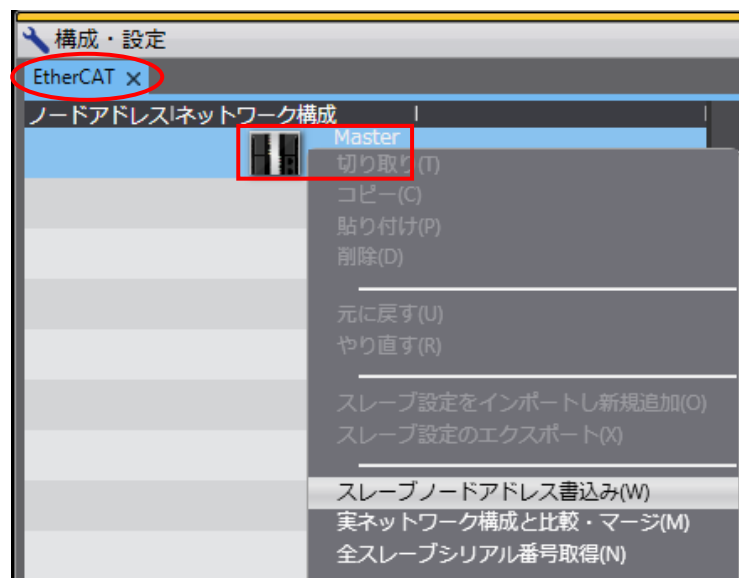 構成・設定
EtherCAT ×
ノードアドレス|ネットワーク構成
Master
切り取り(T)
コピー(C)
貼り付け(P)
削除(D)
元に戻す(U)
やり直す(R)
スレーブ設定をインポートし新規追加(O)
スレーブ設定のエクスポート(X)
スレーブノードアドレス書込み(W)
実ネットワーク構成と比較・マージ(M)
全スレーブシリアル番号取得(N)